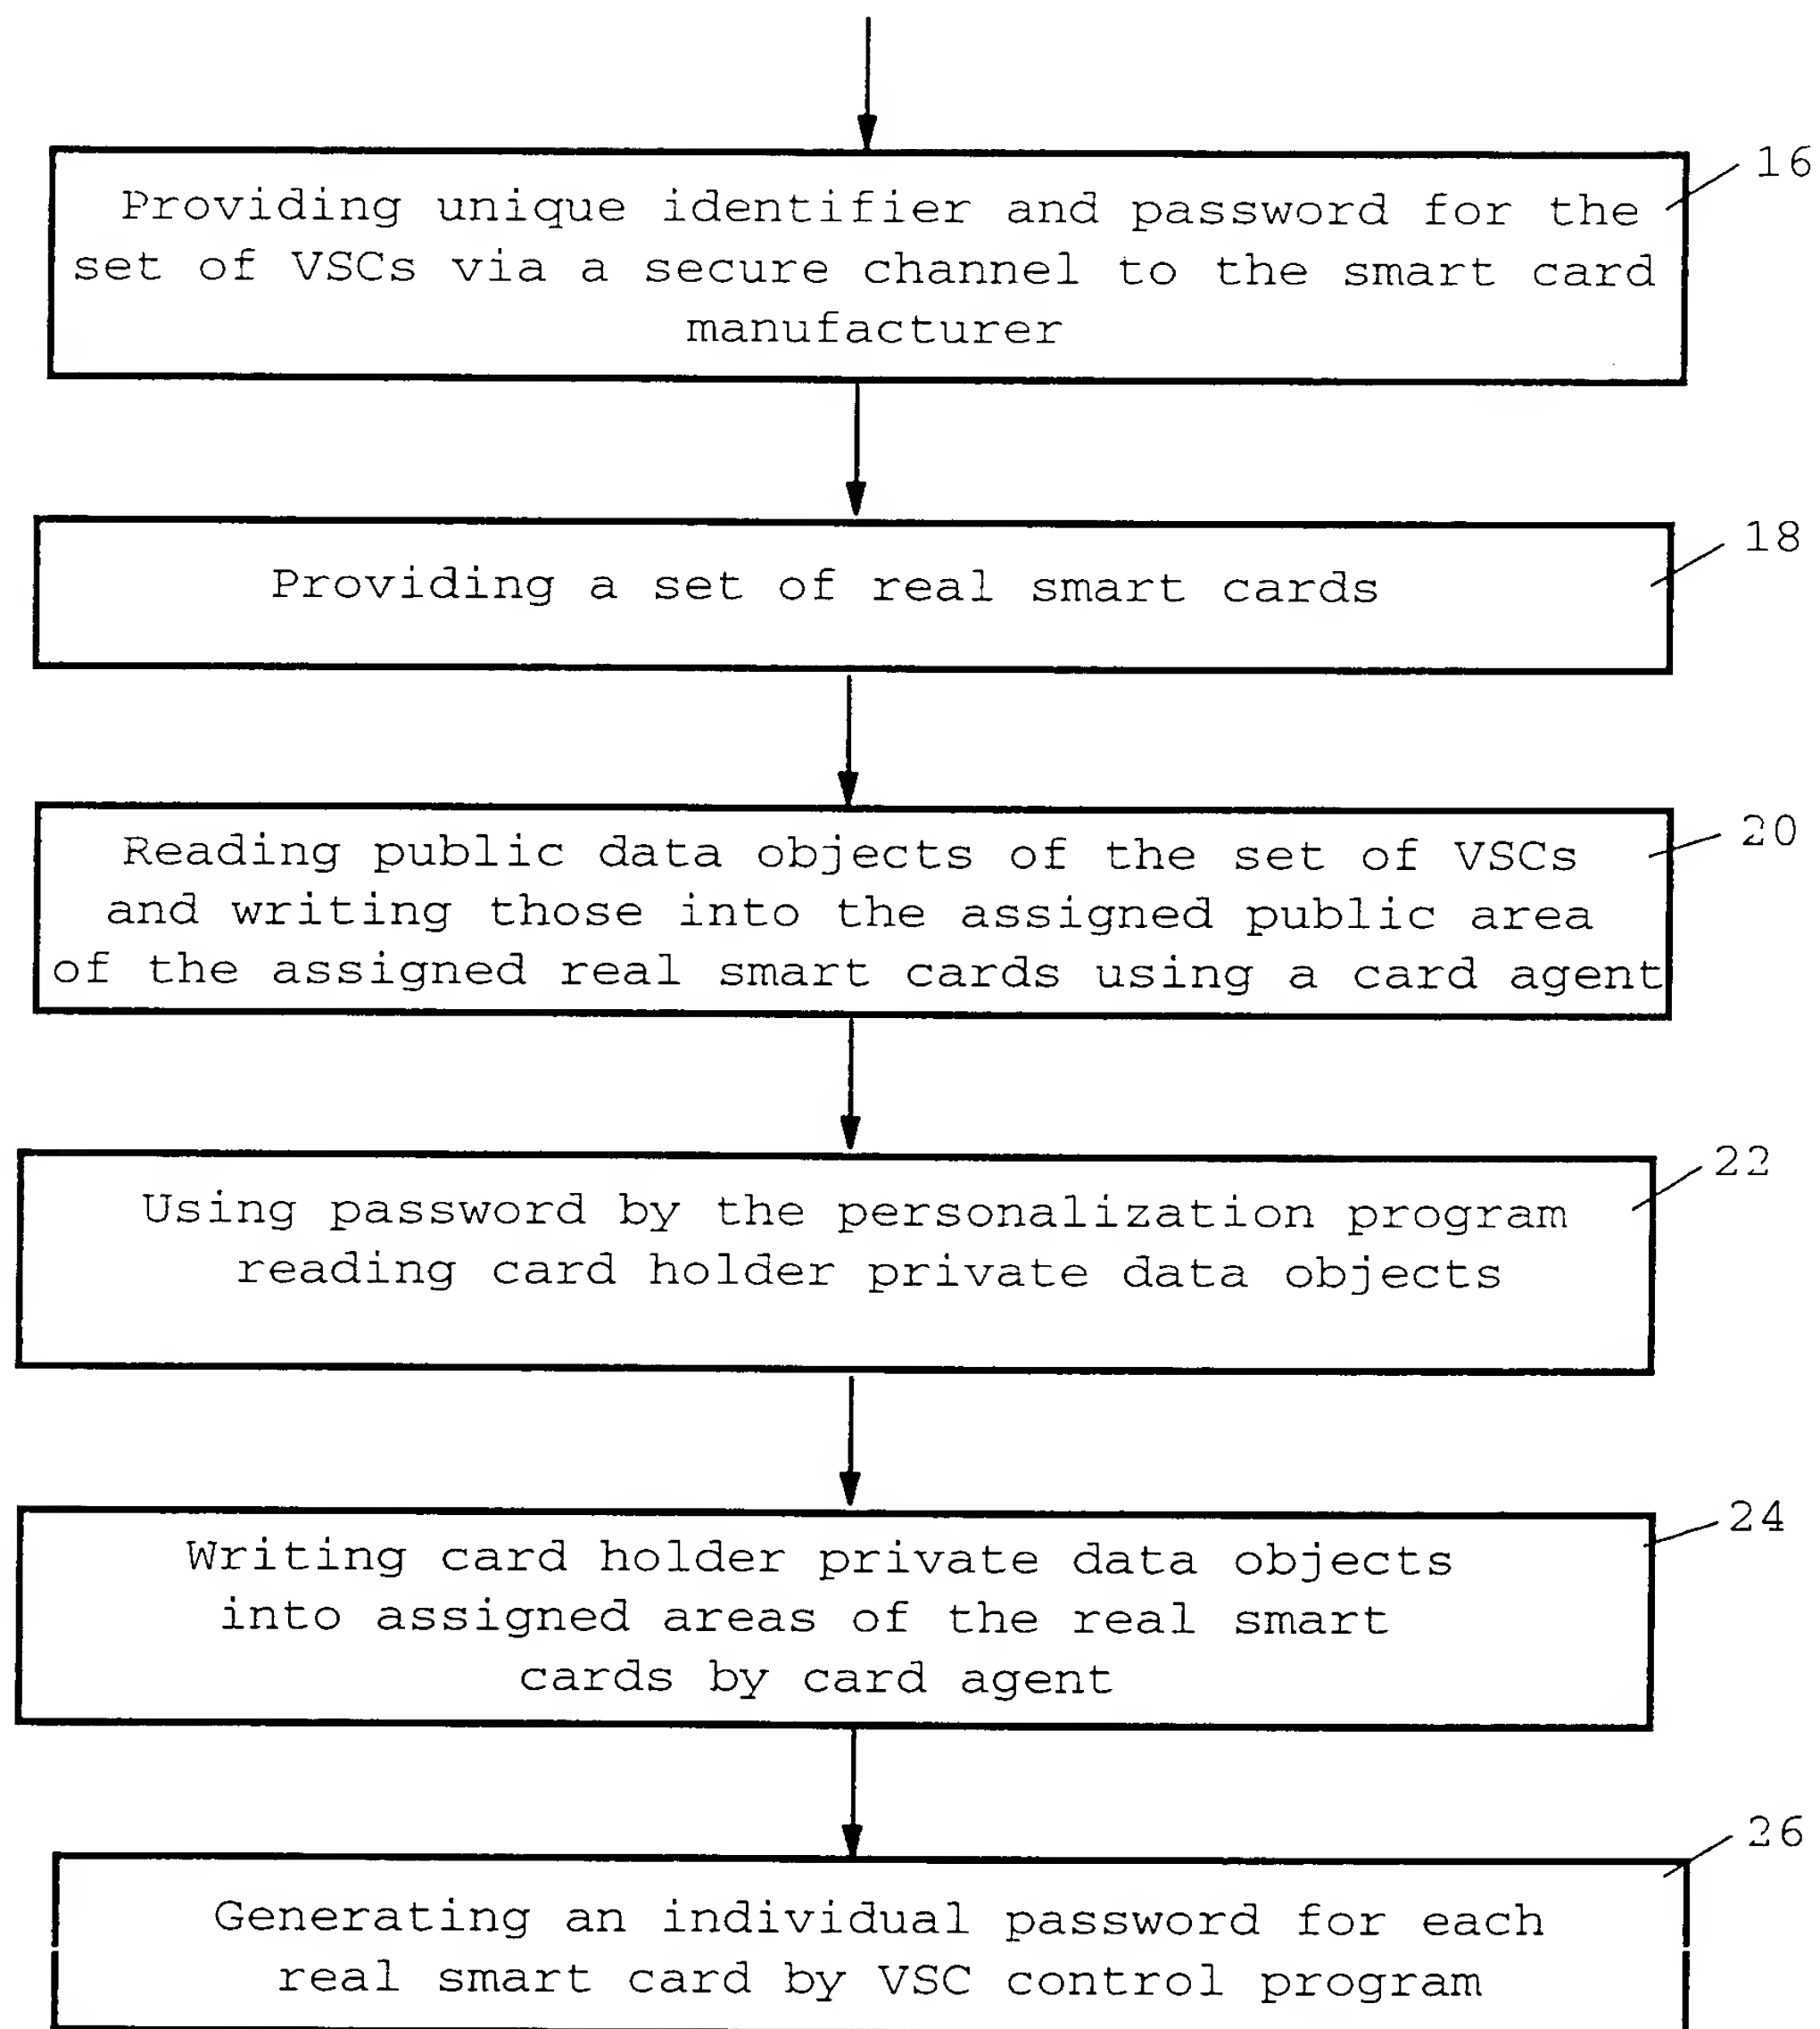 16
Providing unique identifier and password for the
set of VSCs via a secure channel to the smart card
manufacturer
18
Providing a set of real smart cards
20
Reading public data objects of the set of VSCs
and writing those into the assigned public area
of the assigned real smart cards using a card agent
22
Using password by the personalization program
reading card holder private data objects
24
Writing card holder private data objects
into assigned areas of the real smart
cards by card agent
26
Generating an individual password for each
real smart card by VSC control program